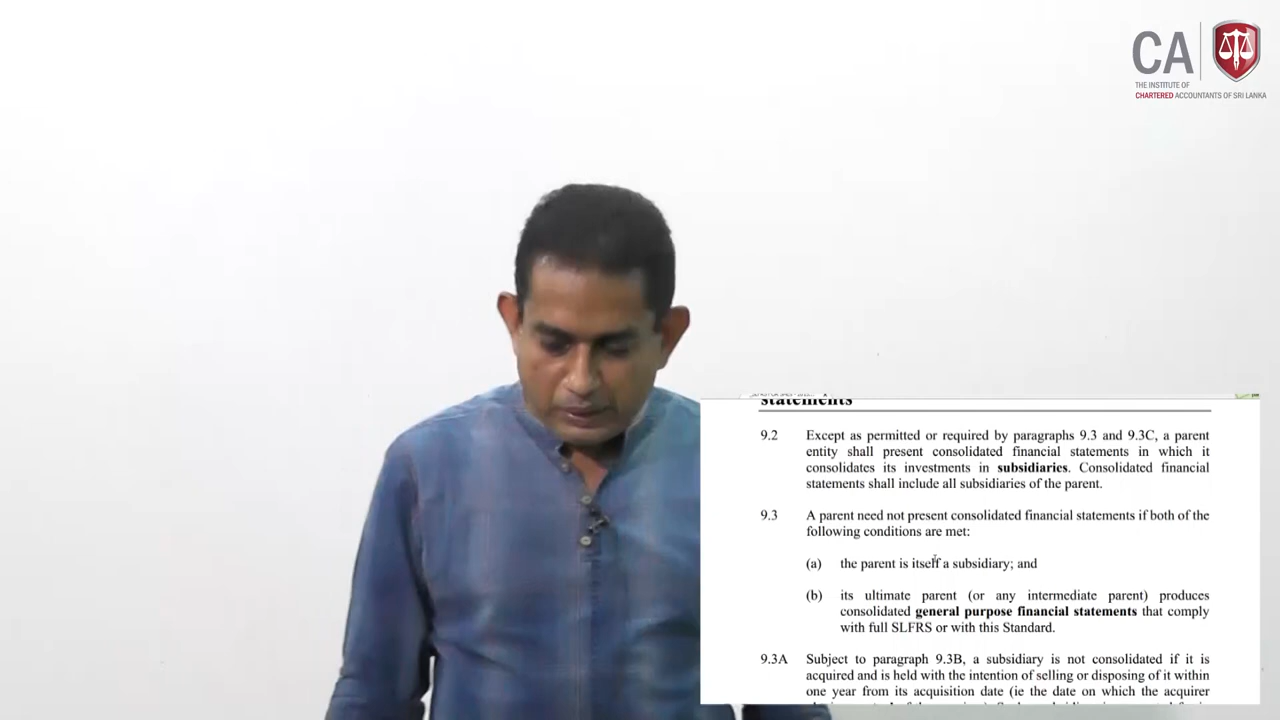 CA
THE INSTITUTE OF
CHARTERED ACCOUNTANTS OF SRI LANKA
statements
9.2 Except as permitted or required by paragraphs 9.3 and 9.3C, a parent
entity shall present consolidated financial statements in which it
consolidates its investments in subsidiaries. Consolidated financial
statements shall include all subsidiaries of the parent.
9.3 A parent need not present consolidated financial statements if both of the
following conditions are met:
(a) the parent is itself a subsidiary; and
(b) its ultimate parent (or any intermediate parent) produces
consolidated general purpose financial statements that comply
with full SLFRS or with this Standard.
9.3A Subject to paragraph 9.3B, a subsidiary is not consolidated if it is
acquired and is held with the intention of selling or disposing of it within
one year from its acquisition date (ie the date on which the acquirer